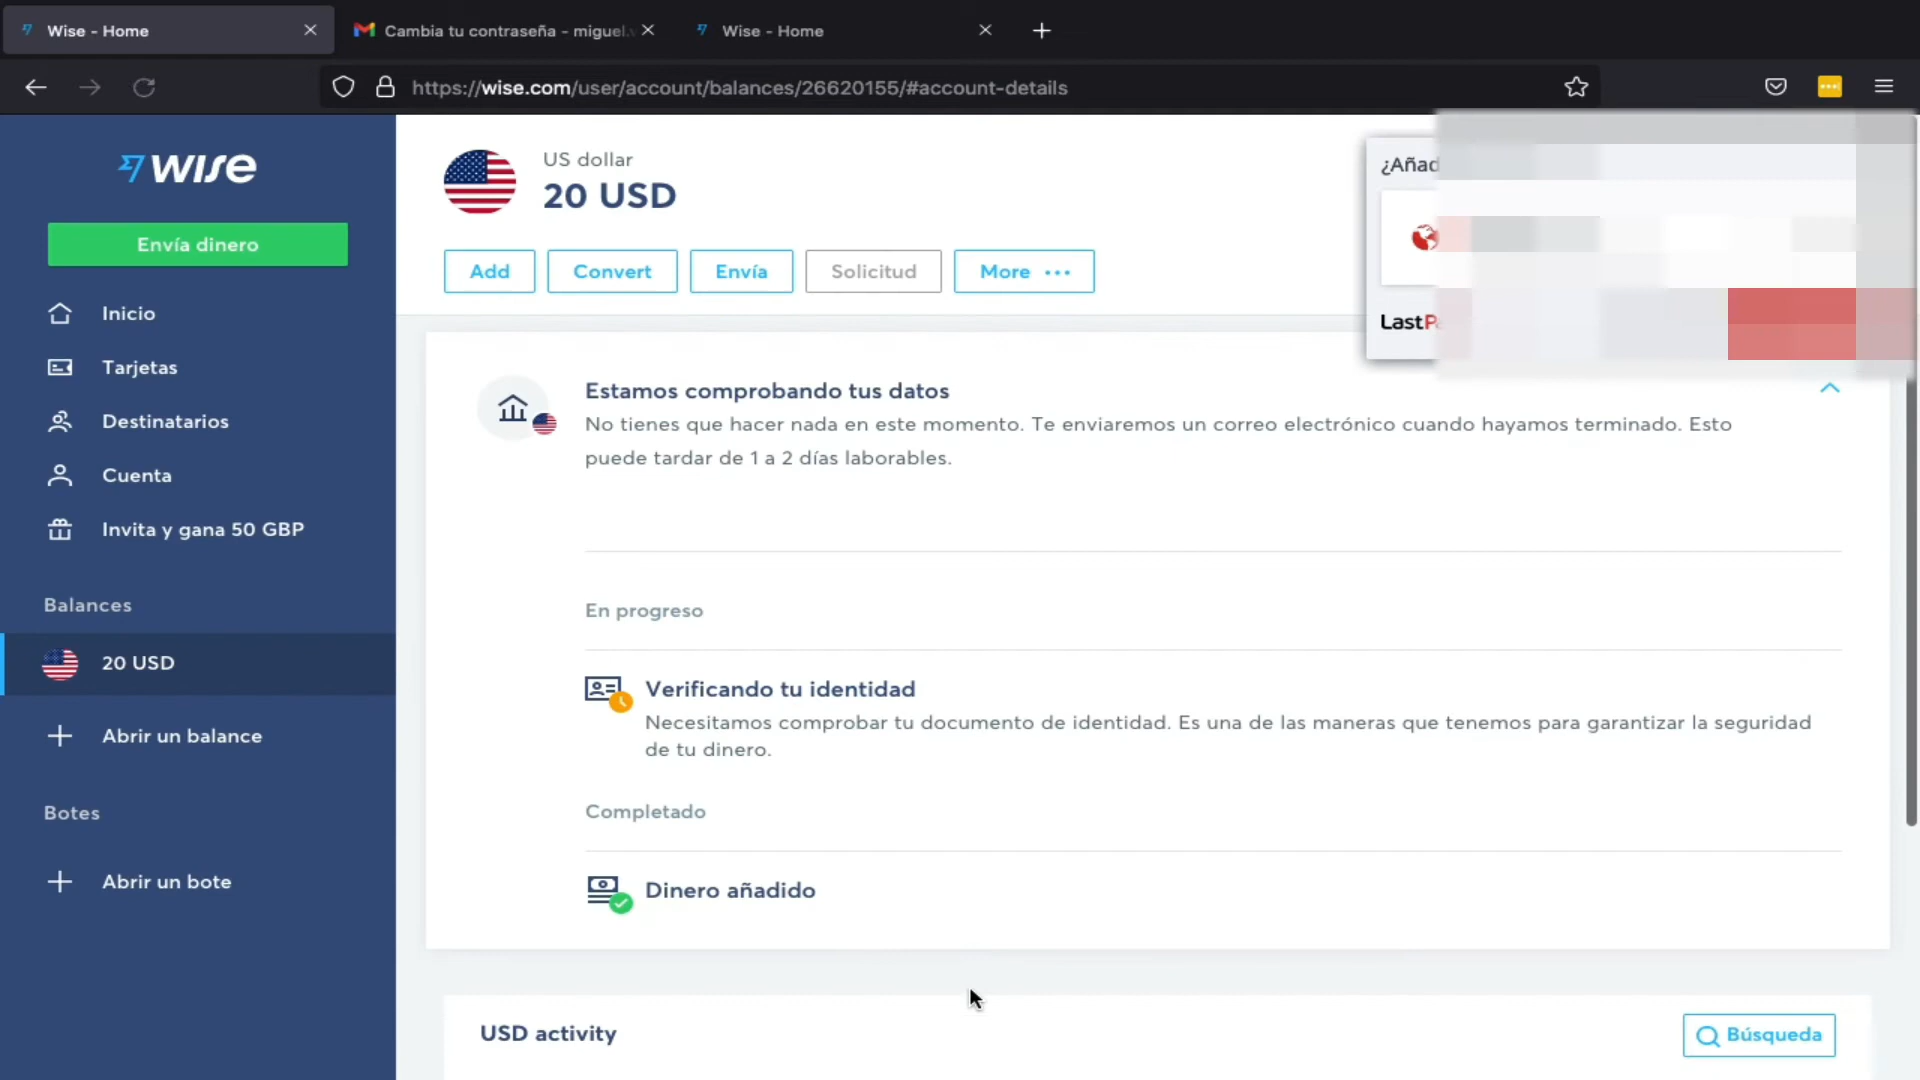 Wise - Home
Cambia tu contraseña - miguel.
Wise - Home
https://wise.com/user/account/balances/26620155/#account-details
wise
Envía dinero
Inicio
Tarjetas
Destinatarios
Cuenta
Invita y gana 50 GBP
Balances
20 USD
Abrir un balance
Botes
Abrir un bote
US dollar
20 USD
Add
Convert
Envía
Solicitud
More
Estamos comprobando tus datos
No tienes que hacer nada en este momento. Te enviaremos un correo electrónico cuando hayamos terminado. Esto
puede tardar de 1 a 2 días laborables.
En progreso
Verificando tu identidad
Necesitamos comprobar tu documento de identidad. Es una de las maneras que tenemos para garantizar la seguridad
de tu dinero.
Completado
Dinero añadido
USD activity
Búsqueda
¿Añad
LastP